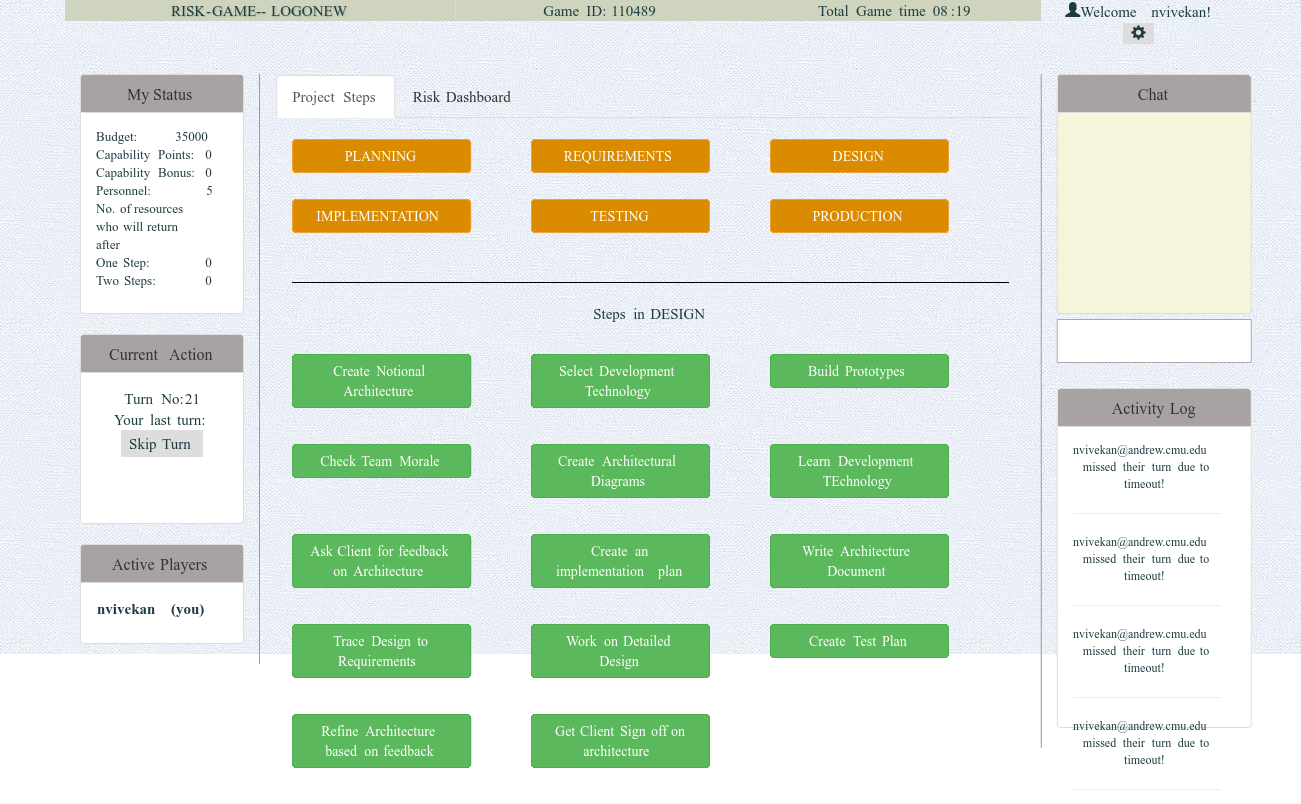 RISK-GAME-- LOGONEW
Game ID: 110489
Total Game time 08:19
Welcome nvivekan!
My Status
Budget: 35000
Capability Points: 0
Capability Bonus: 0
Personnel: 5
No. of resources
who will return
after
One Step: 0
Two Steps: 0
Current Action
Turn No:21
Your last turn:
Skip Turn
Active Players
nvivekan (you)
Project Steps
Risk Dashboard
PLANNING
REQUIREMENTS
DESIGN
IMPLEMENTATION
TESTING
PRODUCTION
Steps in DESIGN
Create Notional
Architecture
Select Development
Technology
Build Prototypes
Check Team Morale
Create Architectural
Diagrams
Learn Development
TEchnology
Ask Client for feedback
on Architecture
Create an
implementation plan
Write Architecture
Document
Trace Design to
Requirements
Work on Detailed
Design
Create Test Plan
Refine Architecture
based on feedback
Get Client Sign off on
architecture
Chat
Activity Log
nvivekan@andrew.cmu.edu
missed their turn due to
timeout!
nvivekan@andrew.cmu.edu
missed their turn due to
timeout!
nvivekan@andrew.cmu.edu
missed their turn due to
timeout!
nvivekan@andrew.cmu.edu
missed their turn due to
timeout!